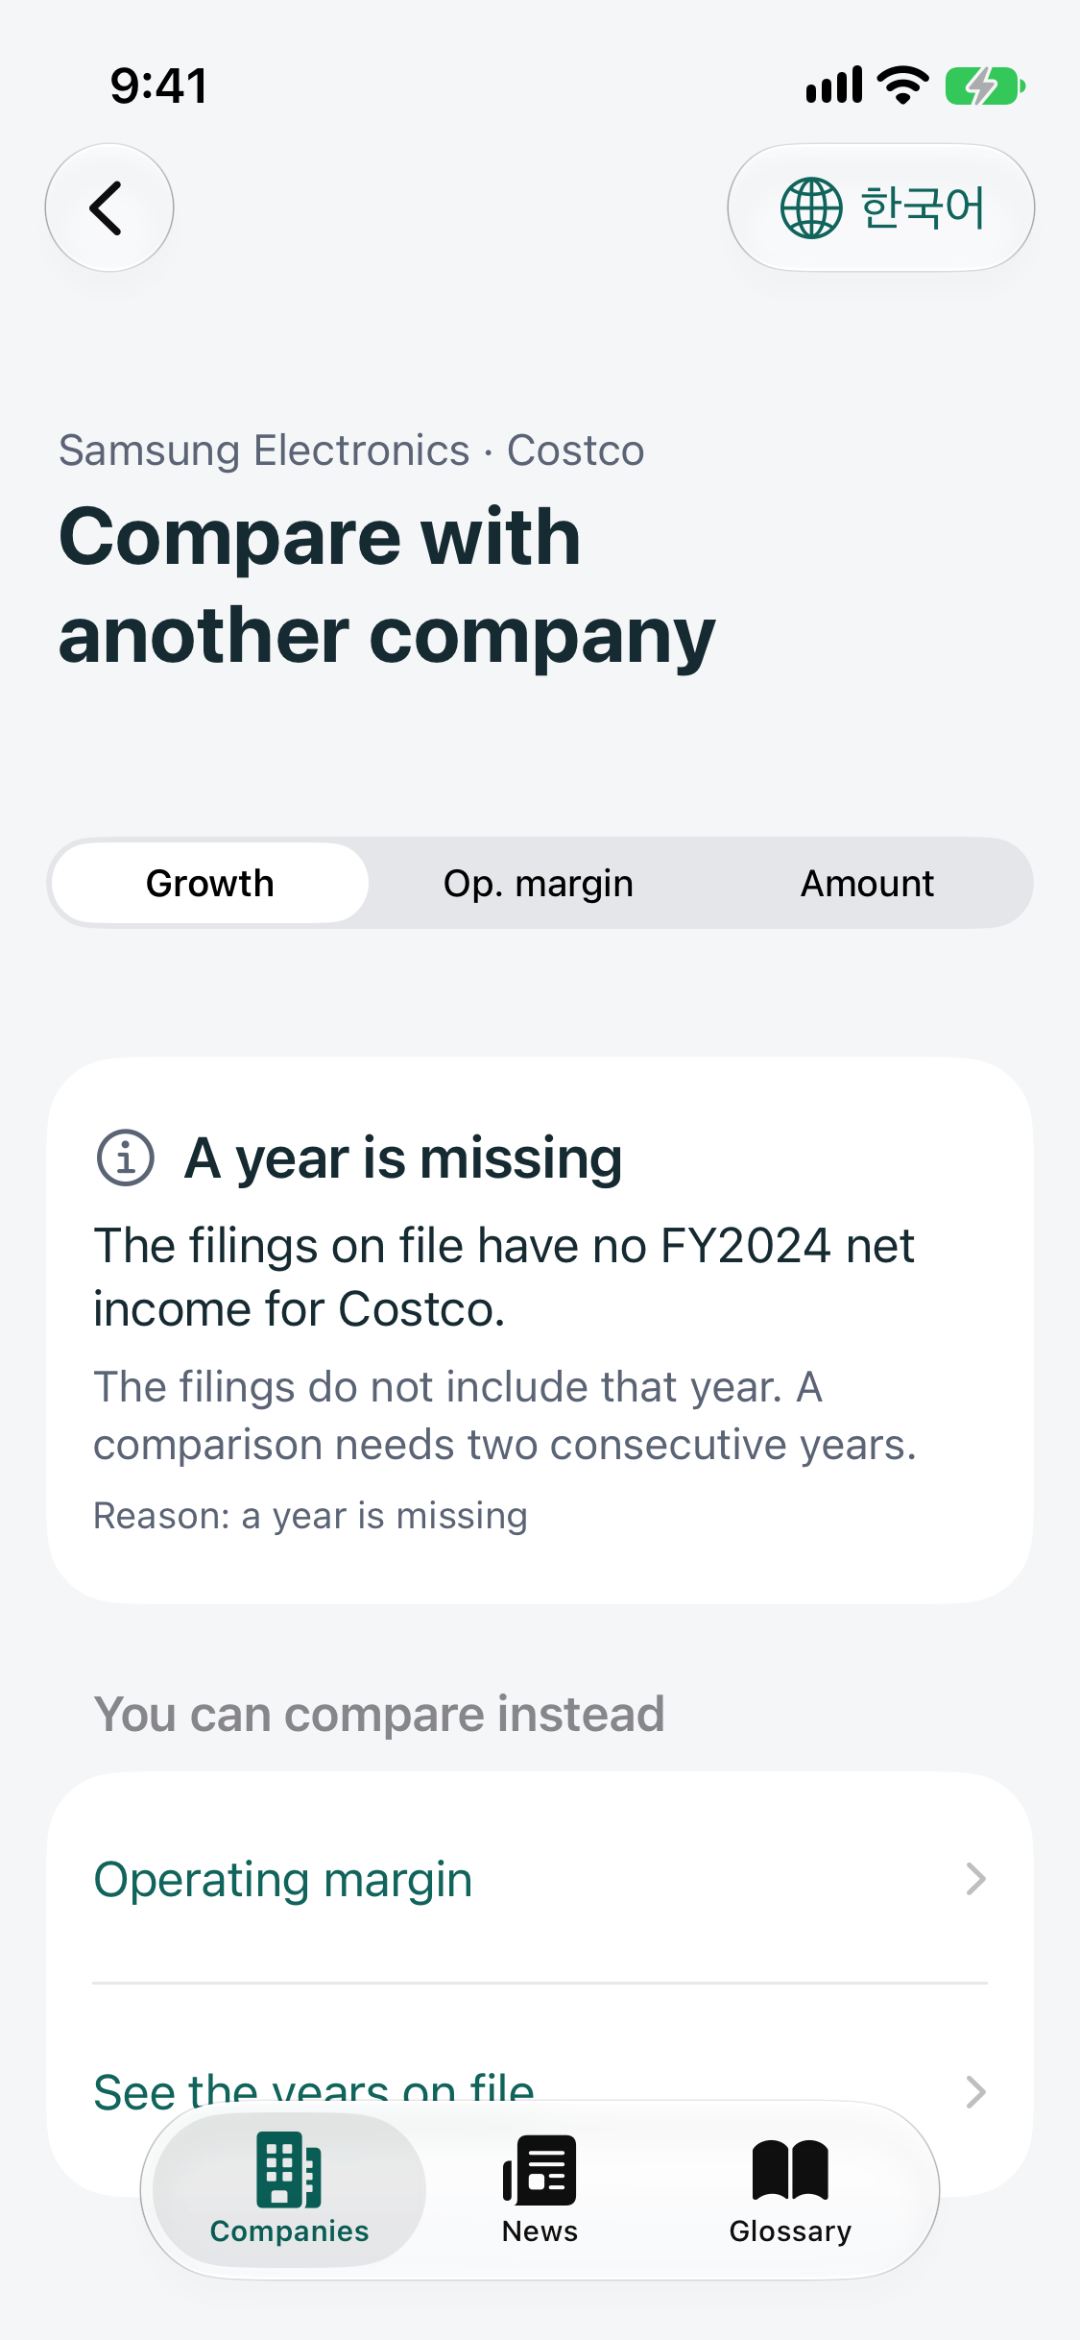 9:41
한국어
Samsung Electronics · Costco
Compare with
another company
Growth
Op. margin
Amount
A year is missing
The filings on file have no FY2024 net
income for Costco.
The filings do not include that year. A
comparison needs two consecutive years.
Reason: a year is missing
You can compare instead
Operating margin
See the years on file
Companies
News
Glossary